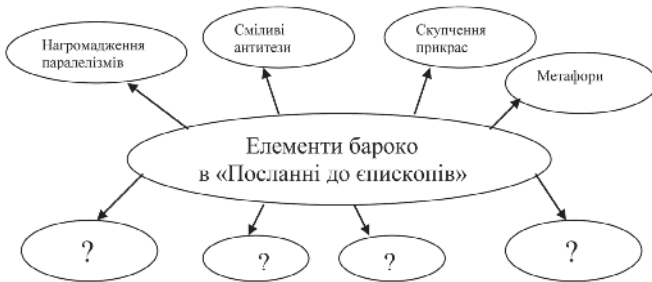 Нагромадження
паралелізмів
Сміливі
антитези
Скупчення
прикрас
Метафори
Елементи бароко
в «Посланні до єпископів»
?
?
?
?